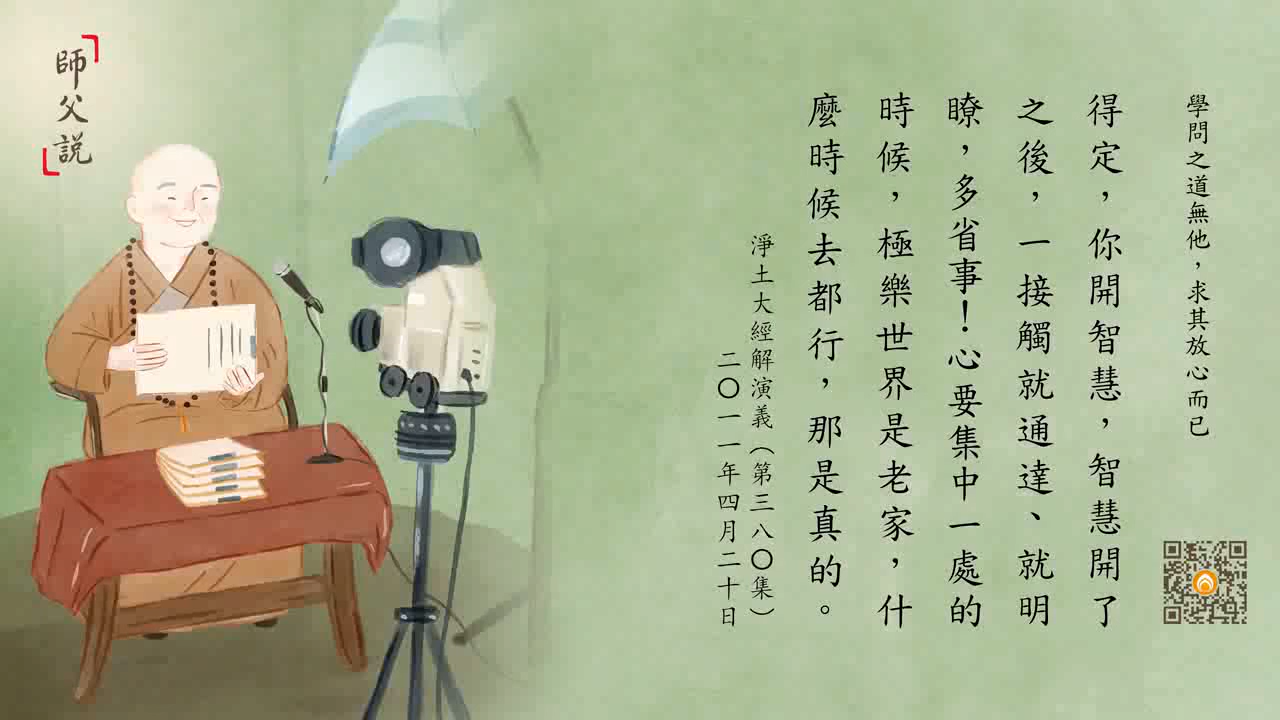 師父説
學問之道無他，求其放心而已
得定，你開智慧，智慧開了
之後，一接觸就通達、就明
瞭，多省事！心要集中一處的
時候，極樂世界是老家，什
麼時候去都行，那是真的。
淨土大經解演義（第三八〇集）
二〇一一年四月二十日